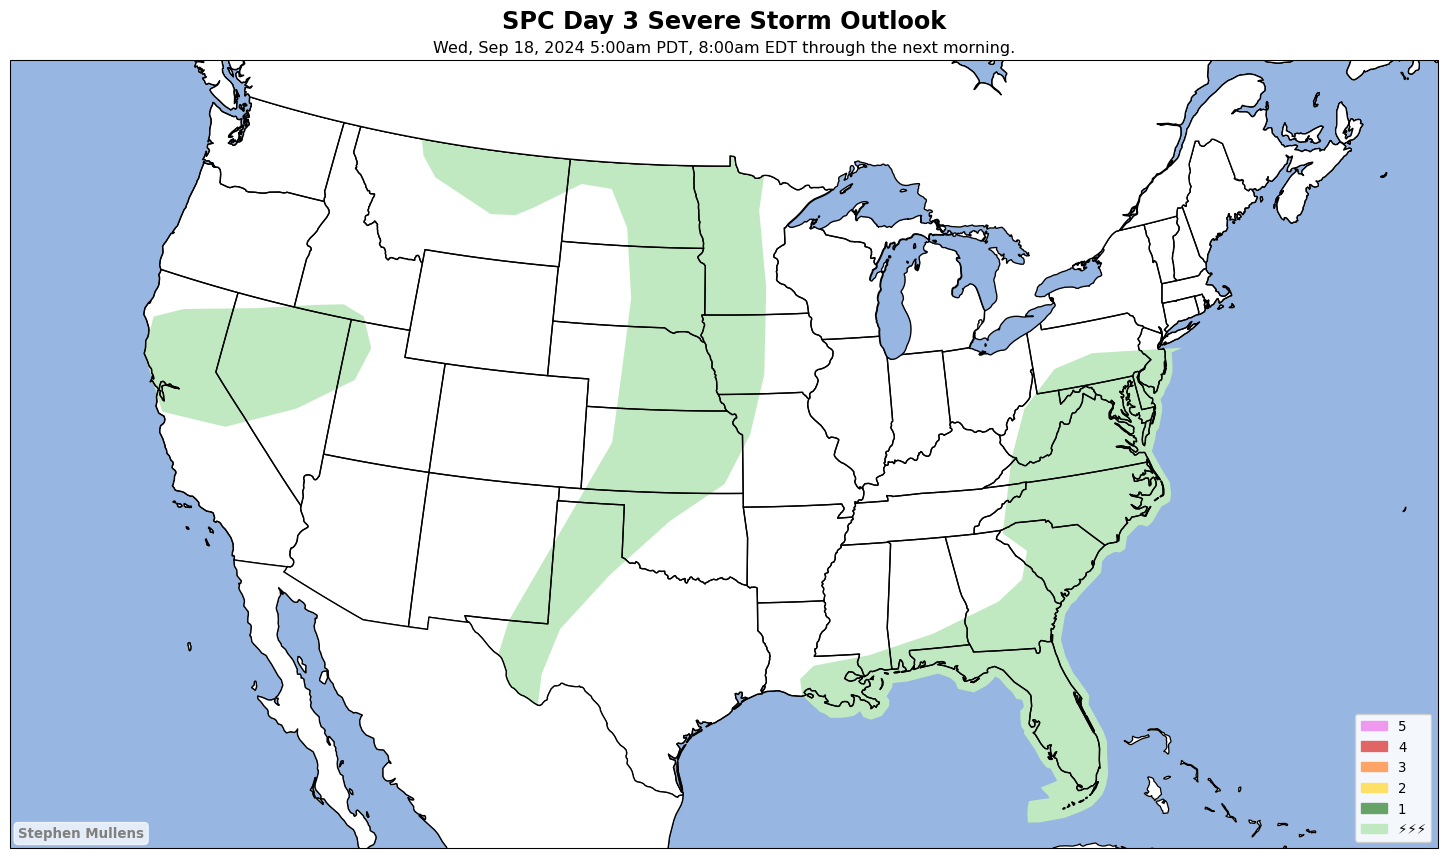 SPC Day 3 Severe Storm Outlook
Wed, Sep 18, 2024 5:00am PDT, 8:00am EDT through the next morning.
5
4
3
2
1
⚡⚡⚡
Stephen Mullens